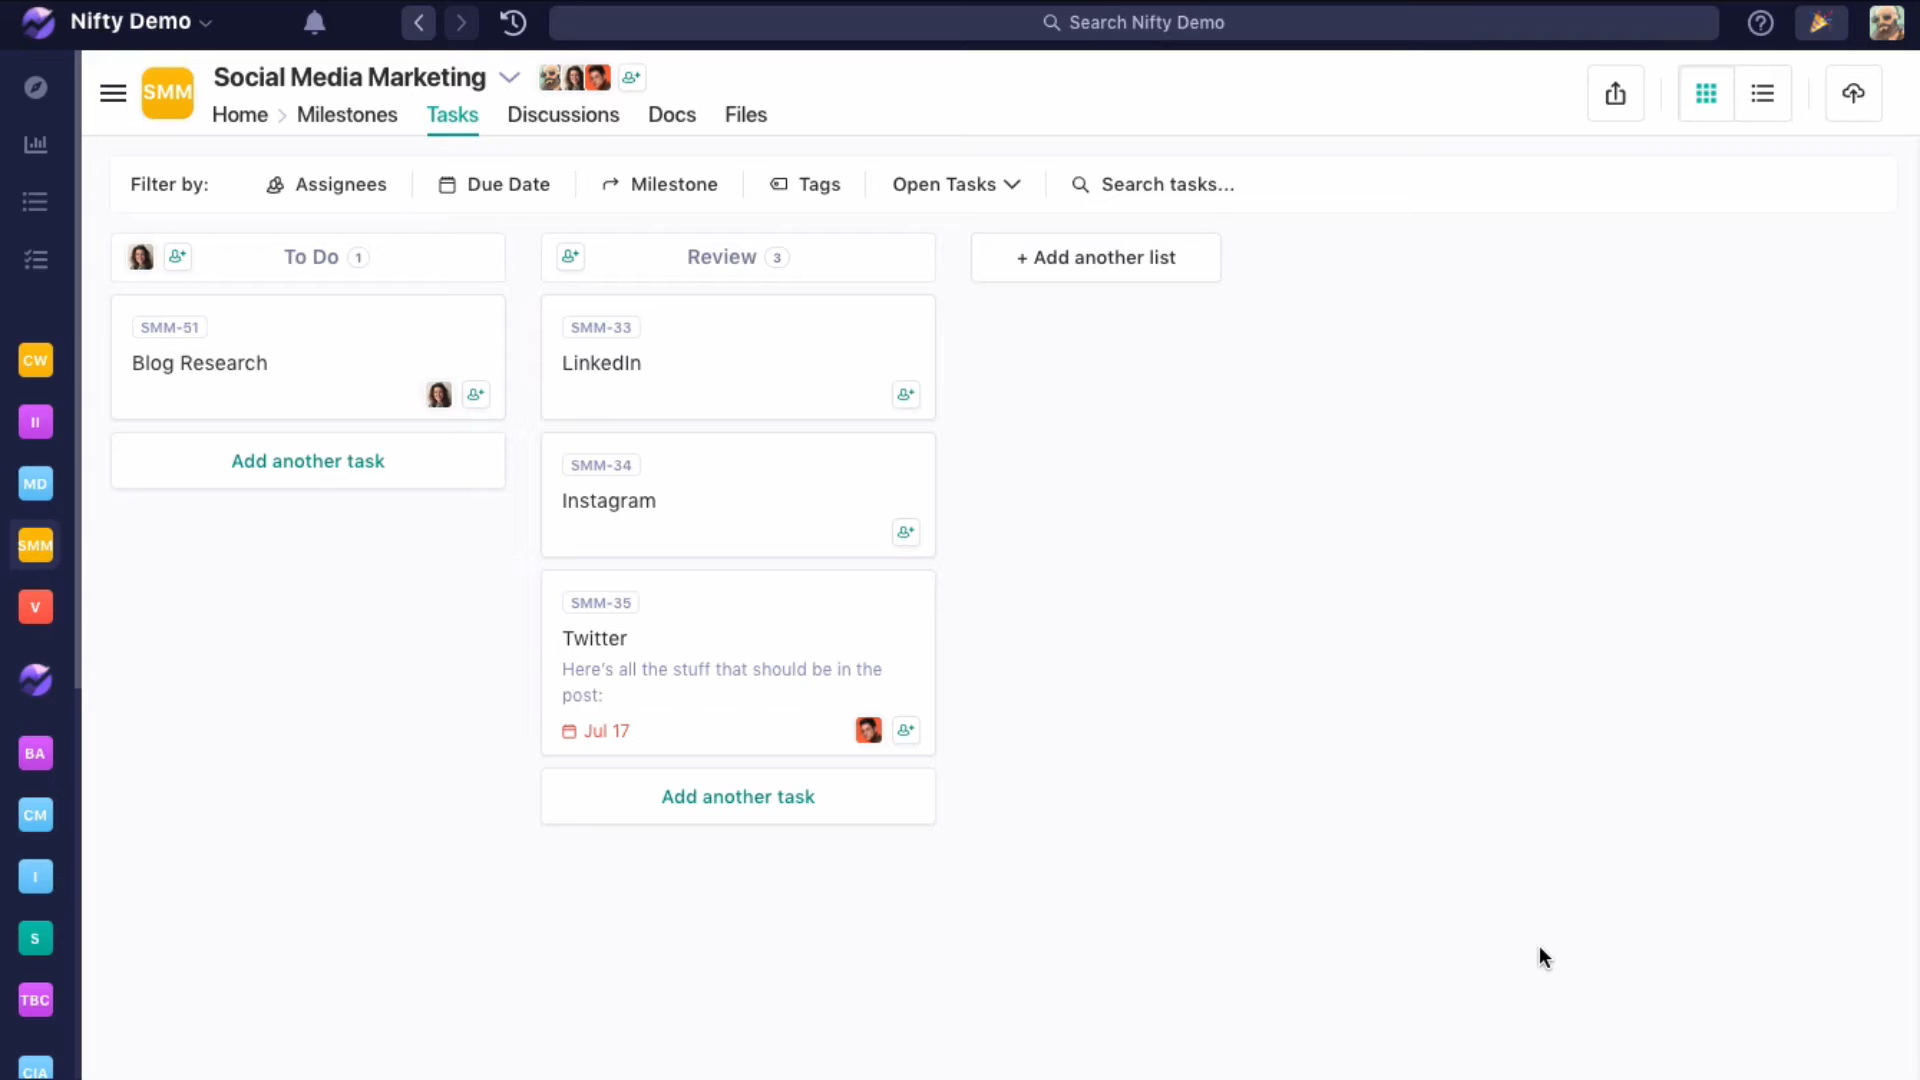 Nifty Demo
Search Nifty Demo
SMM
Social Media Marketing
Home
Milestones
Tasks
Discussions
Docs
Files
Filter by:
Assignees
Due Date
Milestone
Tags
Open Tasks
Search tasks...
To Do 1
SMM-51
Blog Research
Add another task
Review 3
SMM-33
LinkedIn
SMM-34
Instagram
SMM-35
Twitter
Here's all the stuff that should be in the
post:
Jul 17
Add another task
+ Add another list
CW
II
MD
SMM
V
BA
CM
I
S
TBC
CIA